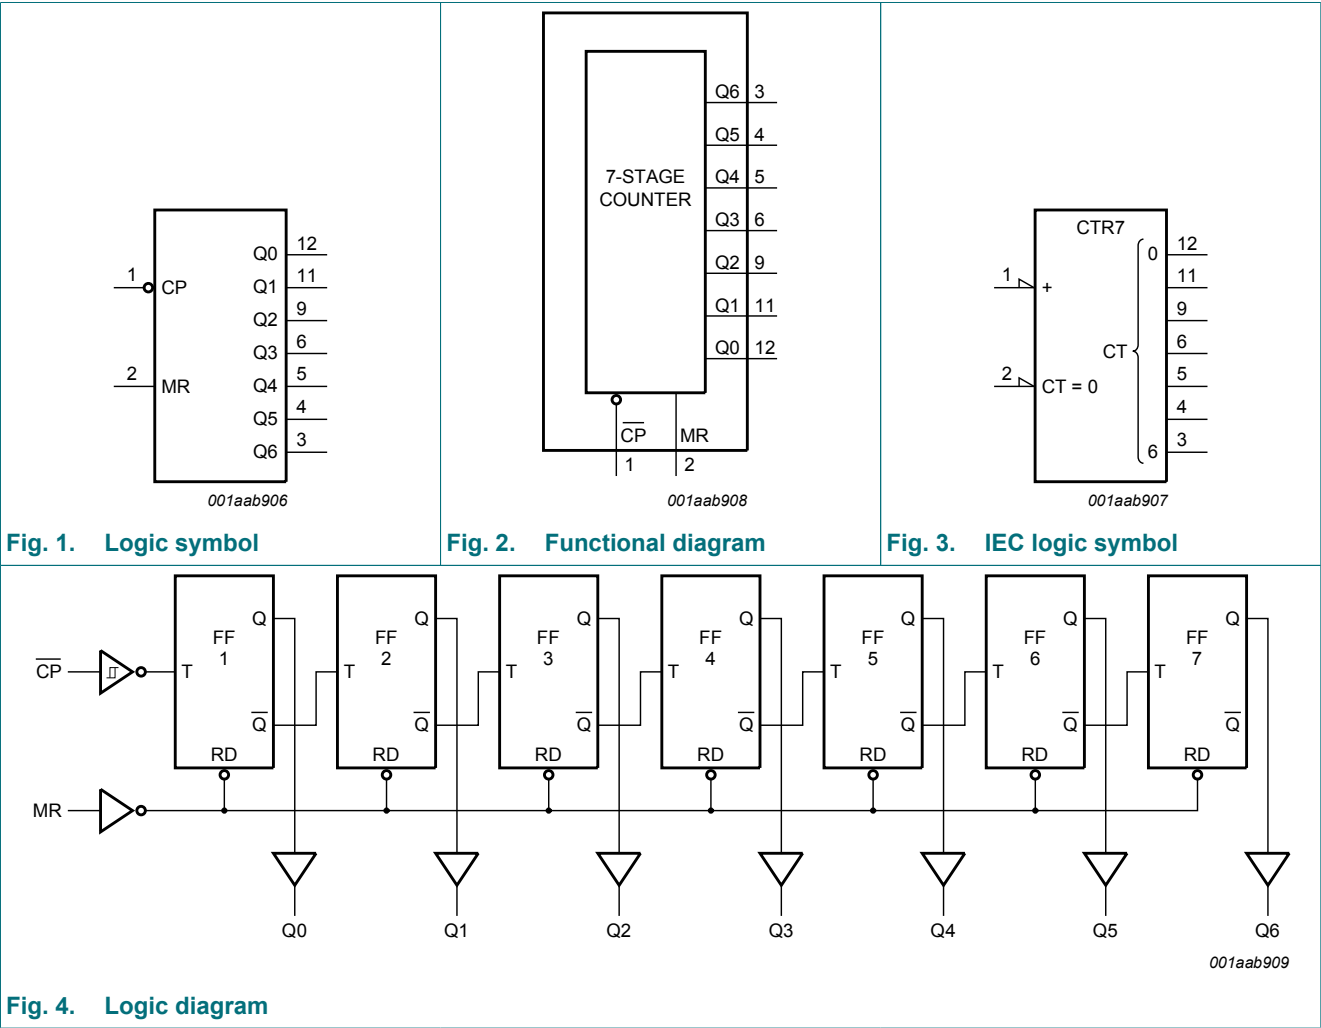 Q0 12
1 CP Q1 11
Q2 9
Q3 6
2 MR Q4 5
Q5 4
Q6 3
001aab906
Fig. 1. Logic symbol
7-STAGE
COUNTER
Q6 3
Q5 4
Q4 5
Q3 6
Q2 9
Q1 11
Q0 12
C̅P̅ MR
1 2
001aab908
Fig. 2. Functional diagram
CTR7
0 12
1 + 11
9
CT 6
2 CT = 0 5
4
6 3
001aab907
Fig. 3. IEC logic symbol
Q Q Q Q Q Q Q
FF FF FF FF FF FF FF
1 2 3 4 5 6 7
C̅P̅ T T T T T T T
Q̅ Q̅ Q̅ Q̅ Q̅ Q̅ Q̅
RD RD RD RD RD RD RD
MR
Q0 Q1 Q2 Q3 Q4 Q5 Q6
001aab909
Fig. 4. Logic diagram